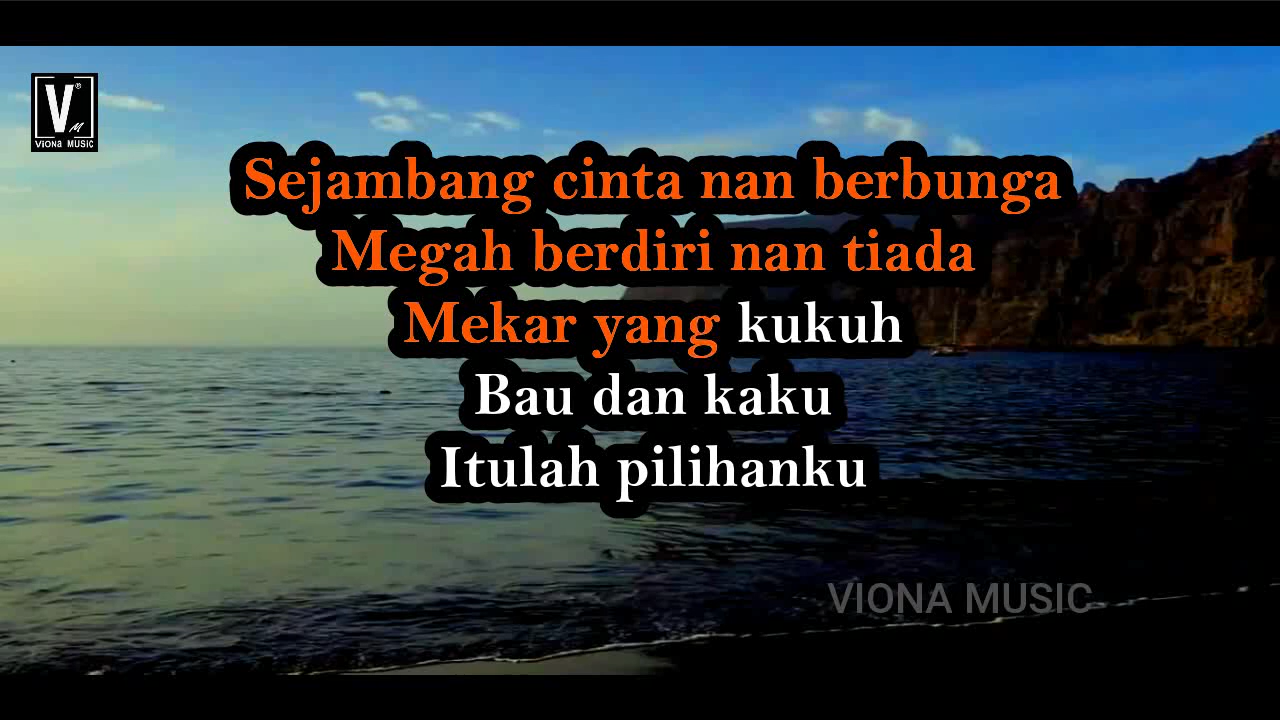 V®
M
VIONA MUSIC
Sejambang cinta nan berbunga
Megah berdiri nan tiada
Mekar yang kukuh
Bau dan kaku
Itulah pilihanku
VIONA MUSIC